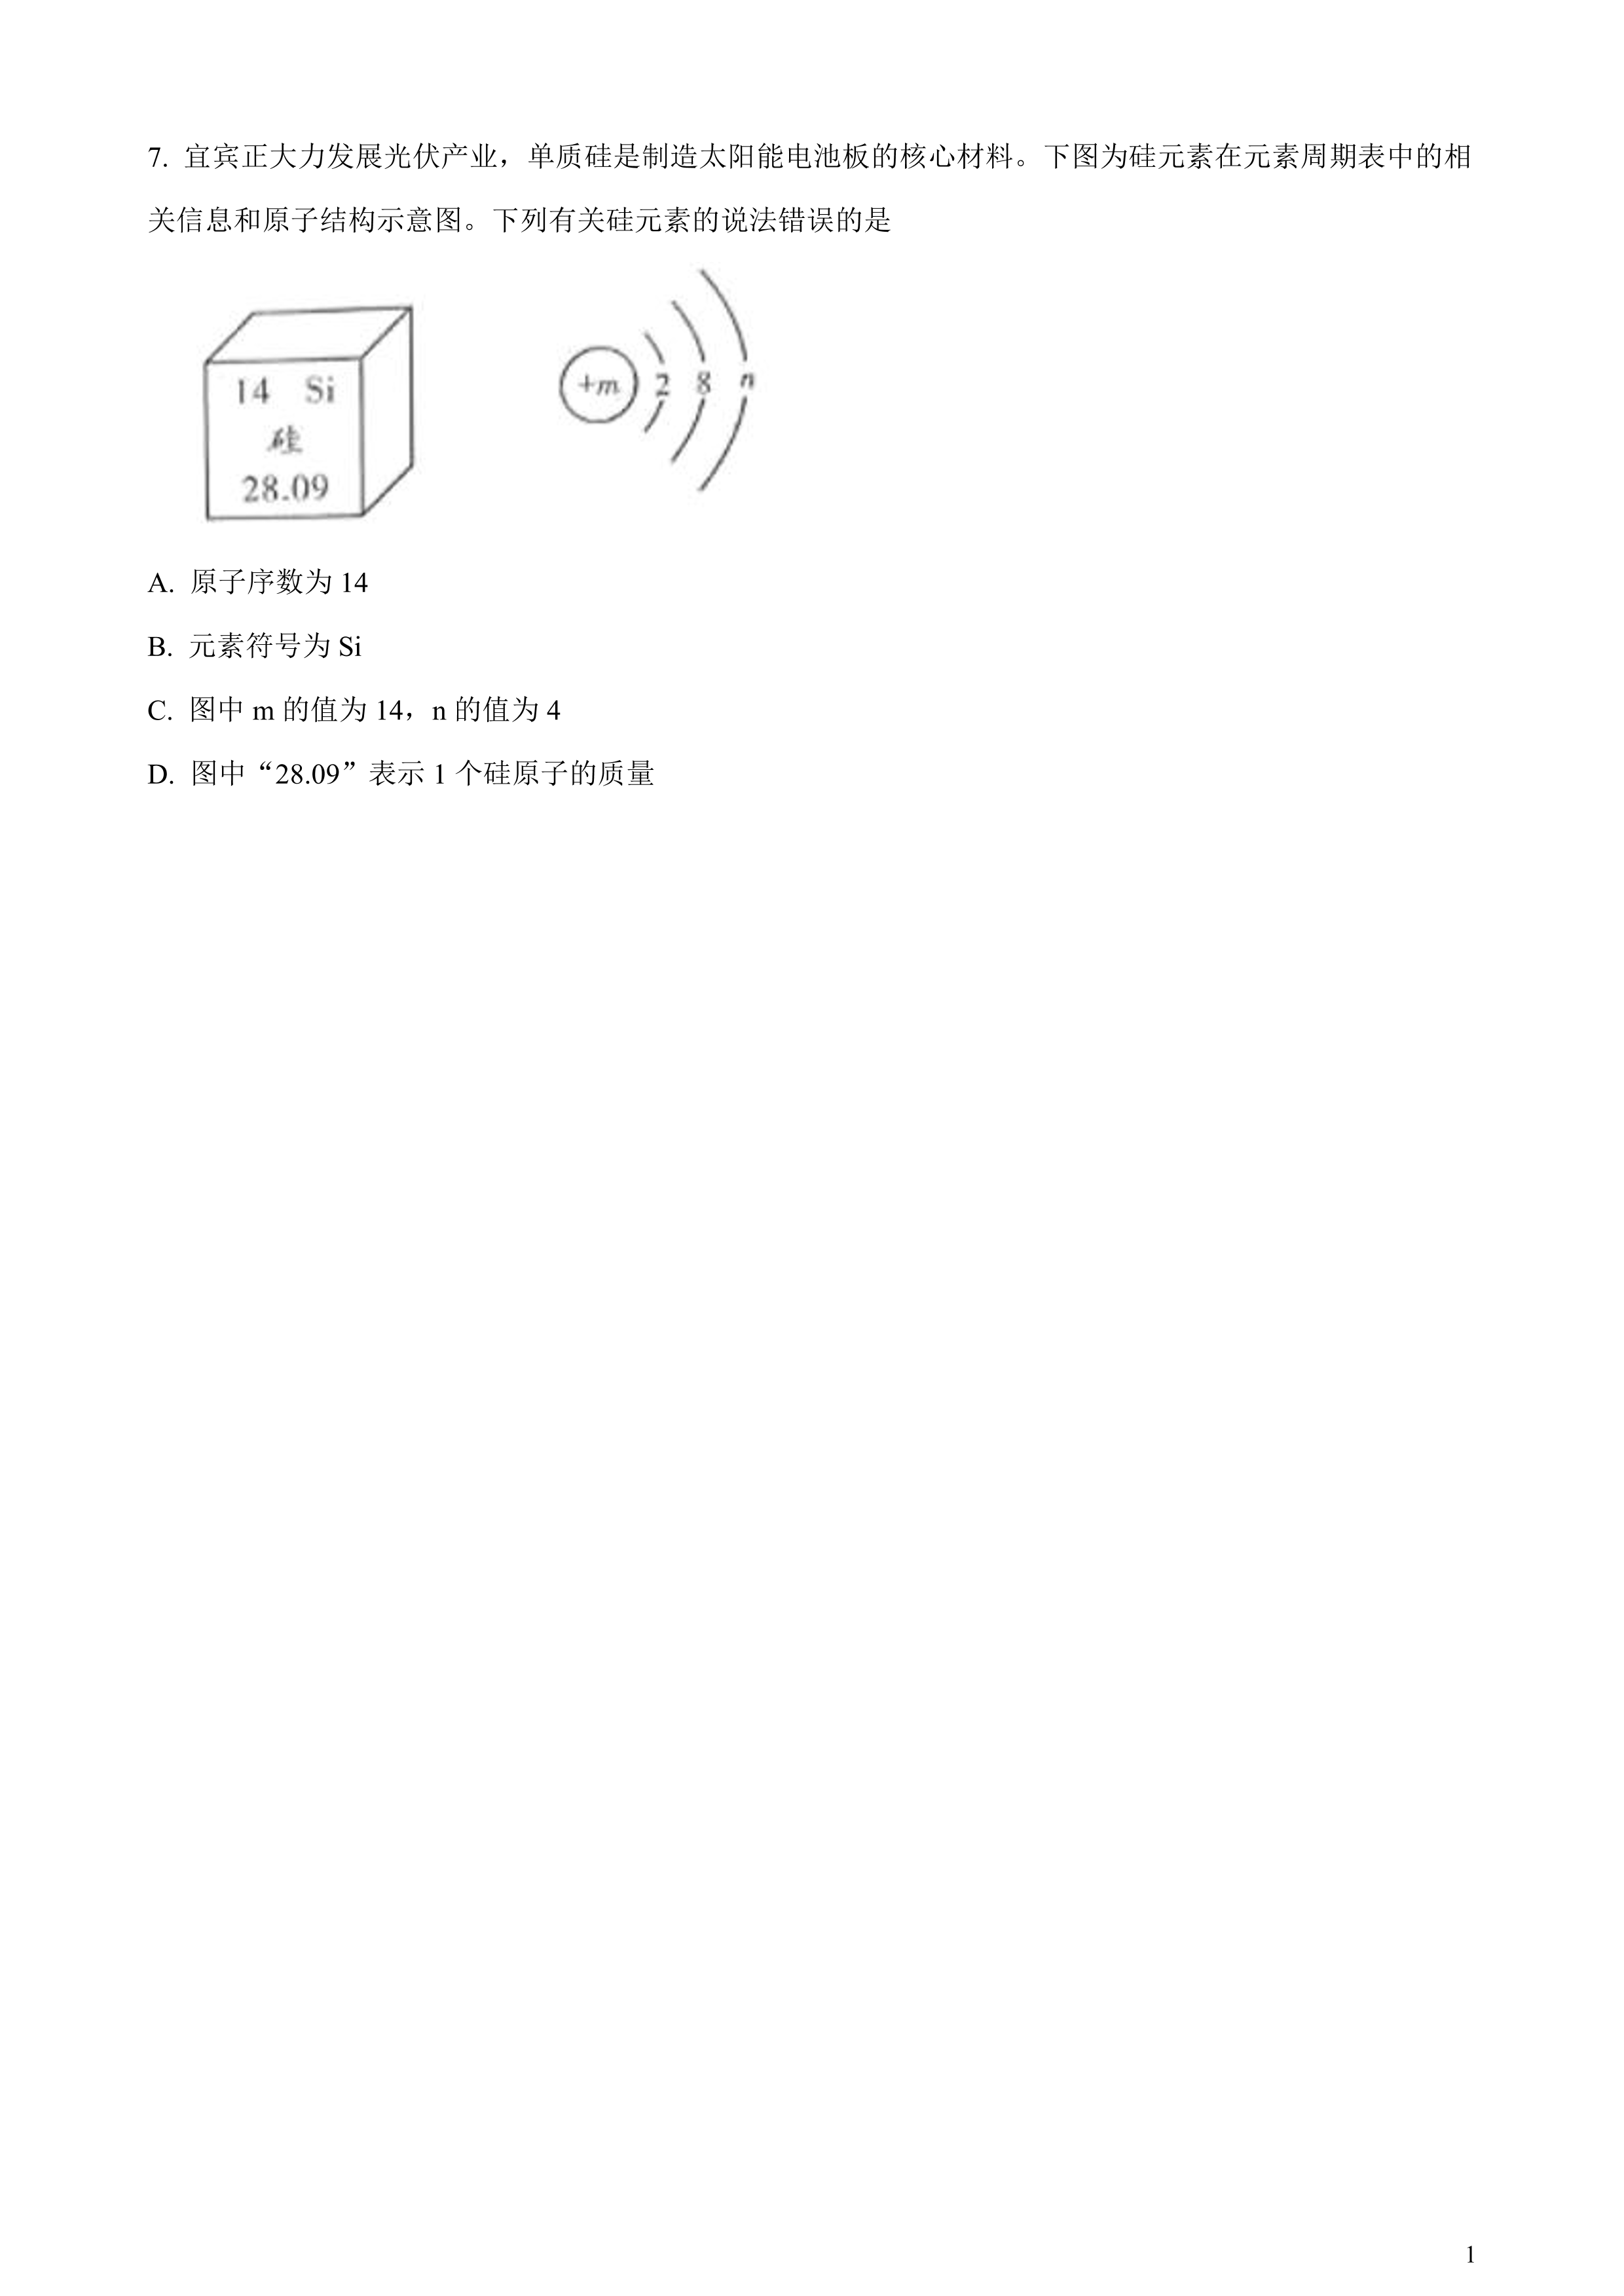 7. 宜宾正大力发展光伏产业，单质硅是制造太阳能电池板的核心材料。下图为硅元素在元素周期表中的相
关信息和原子结构示意图。下列有关硅元素的说法错误的是
14 Si
硅
28.09
+m 2 8 n
A. 原子序数为 14
B. 元素符号为 Si
C. 图中 m 的值为 14，n 的值为 4
D. 图中“28.09”表示 1 个硅原子的质量
1